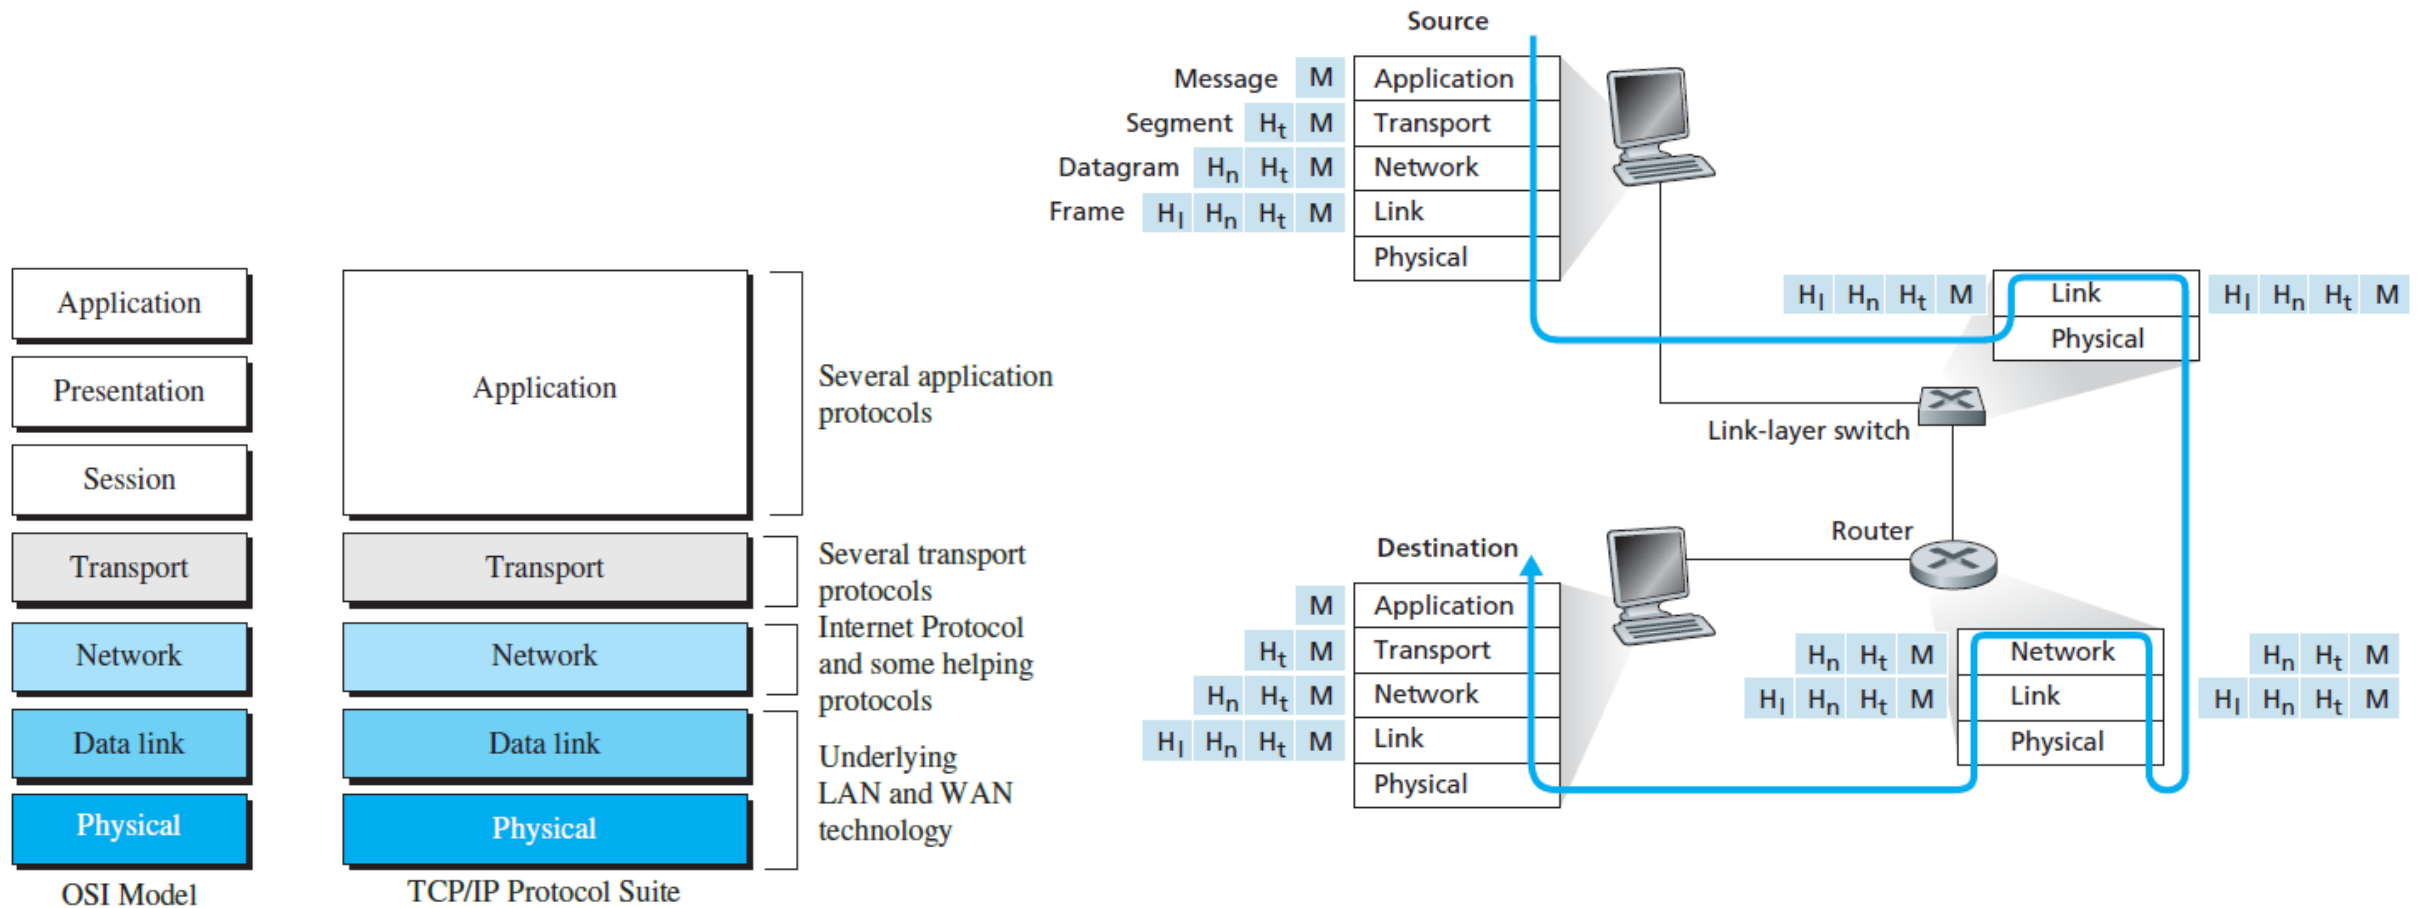 Application
Presentation
Session
Transport
Network
Data link
Physical
OSI Model
Application
Transport
Network
Data link
Physical
TCP/IP Protocol Suite
Several application
protocols
Several transport
protocols
Internet Protocol
and some helping
protocols
Underlying
LAN and WAN
technology
Source
Message M Application
Segment Ht M Transport
Datagram Hn Ht M Network
Frame Hl Hn Ht M Link
Physical
Hl Hn Ht M Link Hl Hn Ht M
Physical
Link-layer switch
Router
Hn Ht M Network Hn Ht M
Hl Hn Ht M Link Hl Hn Ht M
Physical
Destination
M Application
Ht M Transport
Hn Ht M Network
Hl Hn Ht M Link
Physical